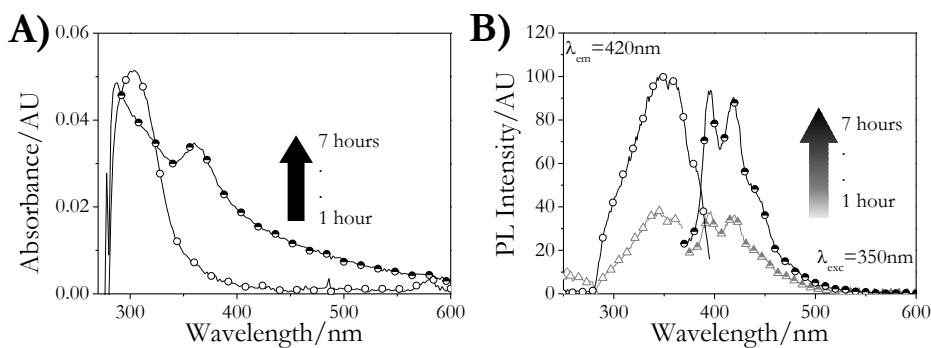 A)
0.06
0.04
0.02
0.00
Absorbance/AU
7 hours
.
.
1 hour
300 400 500 600
Wavelength/nm
B)
λem=420nm
120
100
80
60
40
20
0
PL Intensity/AU
7 hours
.
.
1 hour
λexc=350nm
300 400 500 600
Wavelength/nm